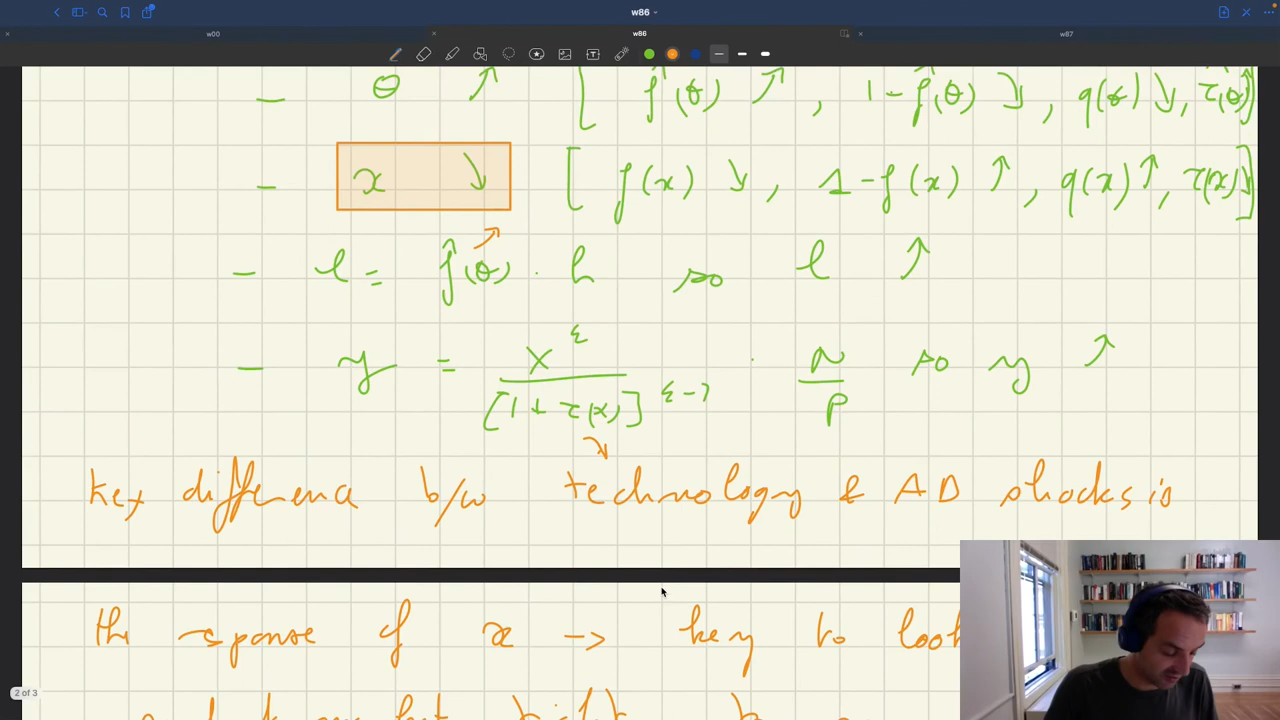 w86
w00
w86
w87
— θ ↗ [ f̂(θ) ↗ , 1 - f̂(θ) ↘ , q(θ) ↘ , τ̂(θ) ↑ ]
— x ↘ [ f(x) ↘ , 1 - f(x) ↑ , q(x) ↑ , τ(x) ↓ ]
— l = f̂(θ) · h so l ↑
— y = x^ε / [1 + τ(x)]^ε-1 · N / P so y ↗
key difference b/w technology & AD shocks is
the response of x → key to look
2 of 3